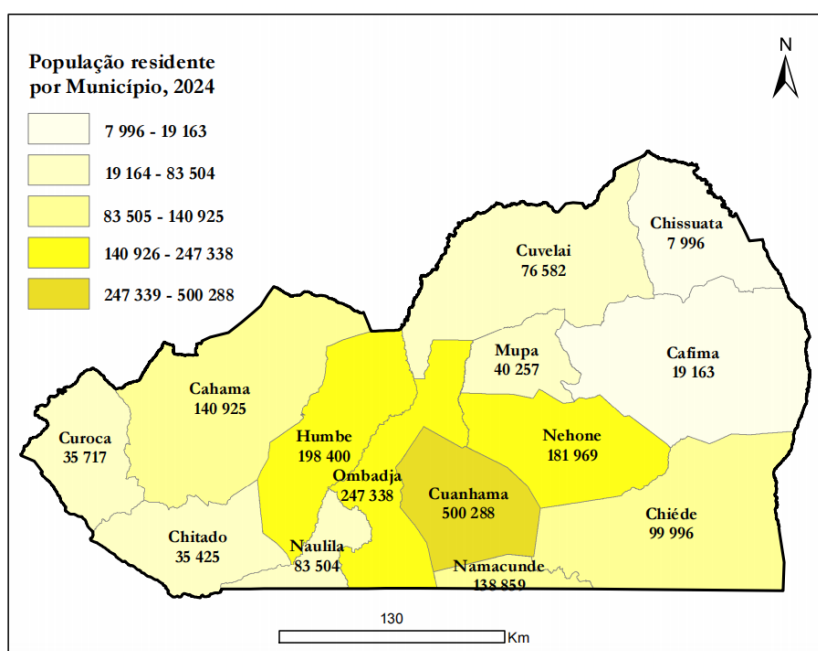 População residente
por Município, 2024
7 996 - 19 163
19 164 - 83 504
83 505 - 140 925
140 926 - 247 338
247 339 - 500 288
N
Chissuata
7 996
Cuvelai
76 582
Mupa
40 257
Cafima
19 163
Cahama
140 925
Curoca
35 717
Humbe
198 400
Nehone
181 969
Ombadja
247 338
Cuanhama
500 288
Chiéde
99 996
Chitado
35 425
Naulila
83 504
Namacunde
138 859
130
Km